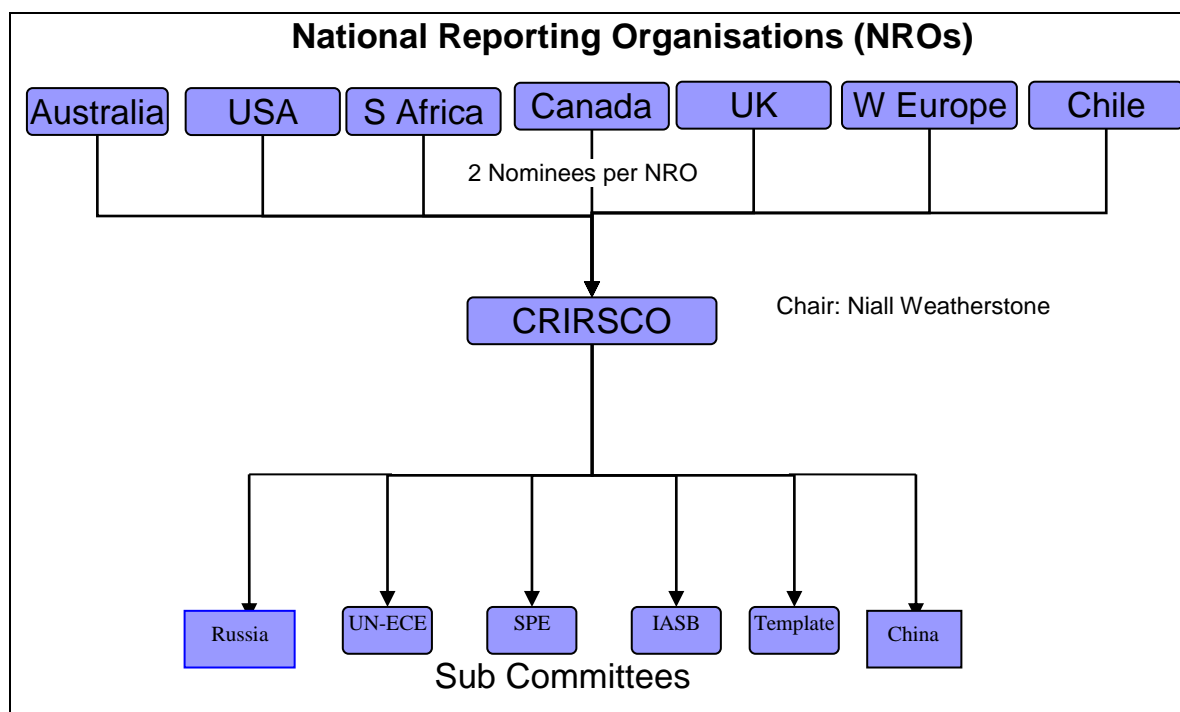 National Reporting Organisations (NROs)
Australia
USA
S Africa
Canada
UK
W Europe
Chile
2 Nominees per NRO
CRIRSCO
Chair: Niall Weatherstone
Russia
UN-ECE
SPE
IASB
Template
China
Sub Committees